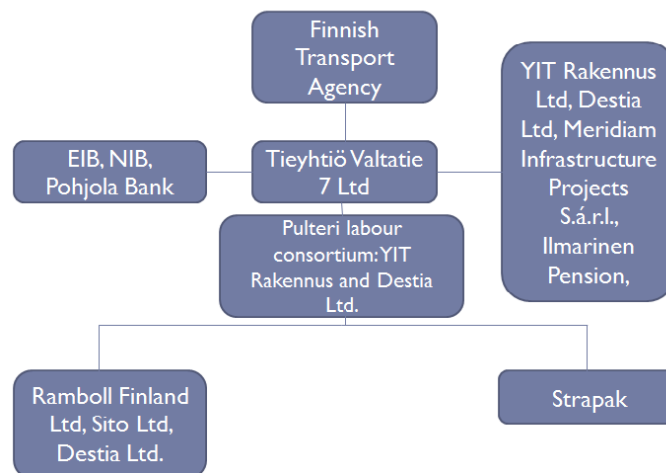 Finnish
Transport
Agency
YIT Rakennus
Ltd, Destia
Ltd, Meridiam
Infrastructure
Projects
S.á.r.l.,
Ilmarinen
Pension,
EIB, NIB,
Pohjola Bank
Tieyhtiö Valtatie
7 Ltd
Pulteri labour
consortium: YIT
Rakennus and Destia
Ltd.
Ramboll Finland
Ltd, Sito Ltd,
Destia Ltd.
Strapak